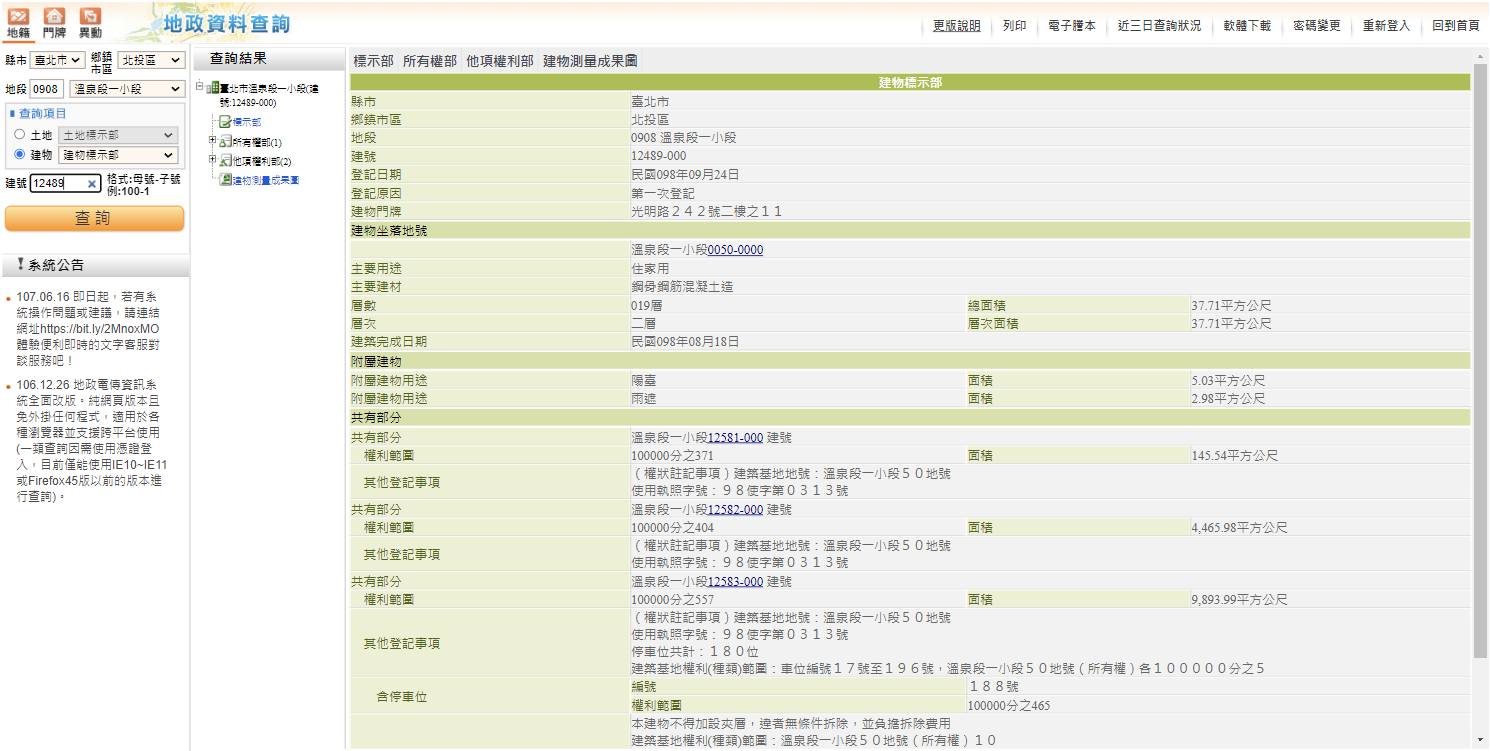 地籍 門牌 異動
地政資料查詢
更版說明 列印 電子謄本 近三日查詢狀況 軟體下載 密碼變更 重新登入 回到首頁
縣市 臺北市 鄉鎮市區 北投區
地段 0908 溫泉段一小段
查詢項目
土地 土地標示部
建物 建物標示部
建號 12489 格式:母號-子號
例:100-1
查 詢
系統公告
107.06.16 即日起，若有系
統操作問題或建議，請連結
網址https://bit.ly/2MnoxMO
體驗便利即時的文字客服對
談服務吧！
106.12.26 地政電傳資訊系
統全面改版。純網頁版本且
免外掛任何程式，適用於各
種瀏覽器並支援跨平台使用
(一類查詢因需使用憑證登
入，目前僅能使用IE10~IE11
或Firefox45版以前的版本進
行查詢)。
查詢結果
臺北市溫泉段一小段(建
號:12489-000)
標示部
所有權部(1)
他項權利部(2)
建物測量成果圖
標示部 所有權部 他項權利部 建物測量成果圖
建物標示部
縣市 臺北市
鄉鎮市區 北投區
地段 0908 溫泉段一小段
建號 12489-000
登記日期 民國098年09月24日
登記原因 第一次登記
建物門牌 光明路２４２號二樓之１１
建物坐落地號
溫泉段一小段0050-0000
主要用途 住家用
主要建材 鋼骨鋼筋混凝土造
層數 019層 總面積 37.71平方公尺
層次 二層 層次面積 37.71平方公尺
建築完成日期 民國098年08月18日
附屬建物
附屬建物用途 陽臺 面積 5.03平方公尺
附屬建物用途 雨遮 面積 2.98平方公尺
共有部分
共有部分 溫泉段一小段12581-000 建號
權利範圍 100000分之371 面積 145.54平方公尺
其他登記事項 （權狀註記事項）建築基地地號：溫泉段一小段５０地號
使用執照字號：９８使字第０３１３號
共有部分 溫泉段一小段12582-000 建號
權利範圍 100000分之404 面積 4,465.98平方公尺
其他登記事項 （權狀註記事項）建築基地地號：溫泉段一小段５０地號
使用執照字號：９８使字第０３１３號
共有部分 溫泉段一小段12583-000 建號
權利範圍 100000分之557 面積 9,893.99平方公尺
其他登記事項 （權狀註記事項）建築基地地號：溫泉段一小段５０地號
使用執照字號：９８使字第０３１３號
停車位共計：１８０位
建築基地權利(種類)範圍：車位編號１７號至１９６號，溫泉段一小段５０地號（所有權）各１０００００分之５
含停車位 編號 １８８號
權利範圍 100000分之465
本建物不得加設夾層，違者無條件拆除，並負擔拆除費用
建築基地權利(種類)範圍：溫泉段一小段５０地號（所有權）１０